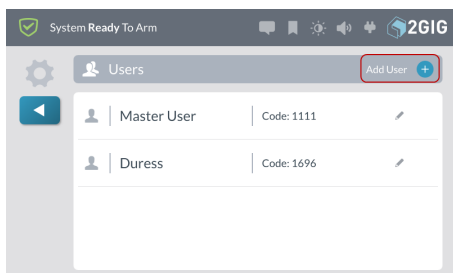 System Ready To Arm
2GIG
Users
Add User
Master User
Code: 1111
Duress
Code: 1696